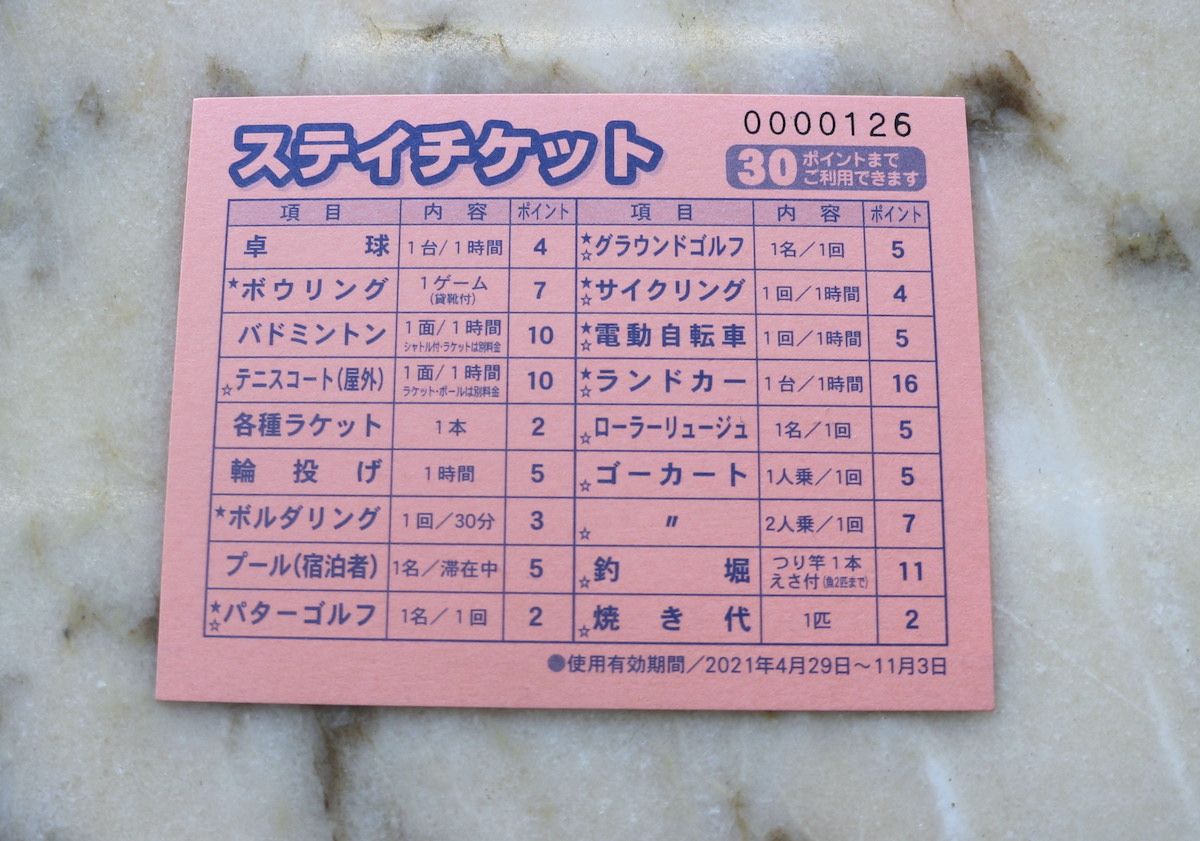 ステイチケット
0000126
30 ポイントまで
ご利用できます
項目 内容 ポイント 項目 内容 ポイント
卓球 1台/1時間 4 ★☆グラウンドゴルフ 1名/1回 5
★ボウリング 1ゲーム(貸靴付) 7 ★☆サイクリング 1回/1時間 4
バドミントン 1面/1時間 シャトル付・ラケットは別料金 10 ★☆電動自転車 1回/1時間 5
☆テニスコート(屋外) 1面/1時間 ラケット・ボールは別料金 10 ★☆ランドカー 1台/1時間 16
各種ラケット 1本 2 ☆ローラーリュージュ 1名/1回 5
輪投げ 1時間 5 ☆ゴーカート 1人乗/1回 5
★ボルダリング 1回/30分 3 ☆〃 2人乗/1回 7
プール(宿泊者) 1名/滞在中 5 ☆釣堀 つり竿1本 えさ付(魚2匹まで) 11
★☆パターゴルフ 1名/1回 2 ☆焼き代 1匹 2
●使用有効期間/2021年4月29日~11月3日